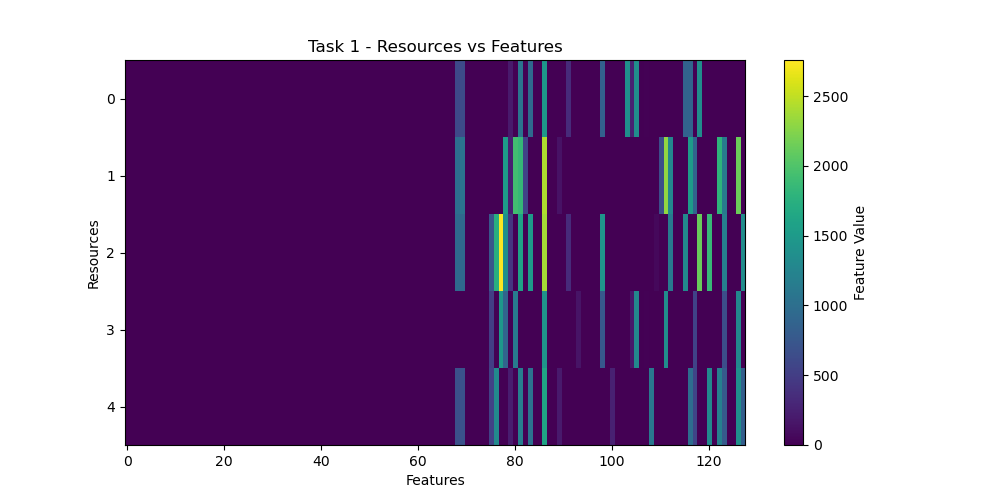 Task 1 - Resources vs Features
Resources
0
1
2
3
4
0 20 40 60 80 100 120
Features
2500
2000
1500
1000
500
0
Feature Value